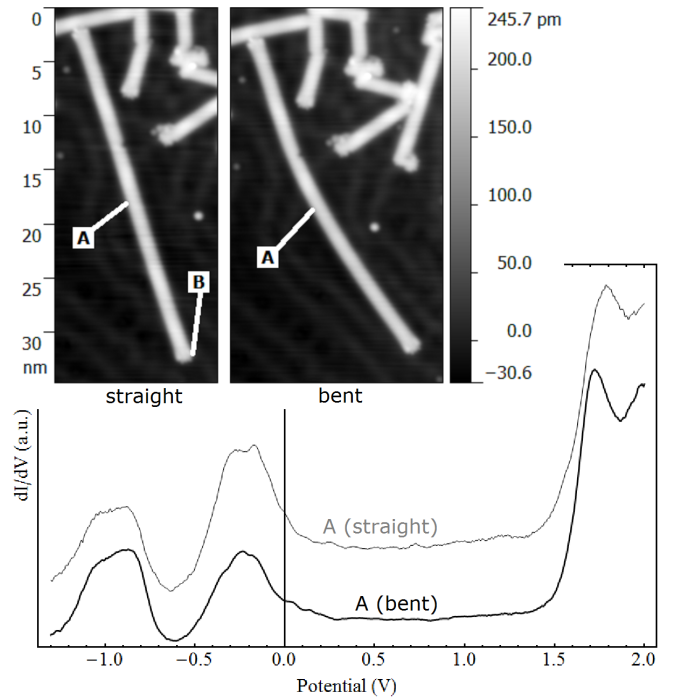 0
5
10
15
20
25
30
nm
A
B
straight
A
bent
245.7 pm
200.0
150.0
100.0
50.0
0.0
−30.6
dI/dV (a.u.)
A (straight)
A (bent)
−1.0
−0.5
0.0
0.5
1.0
1.5
2.0
Potential (V)